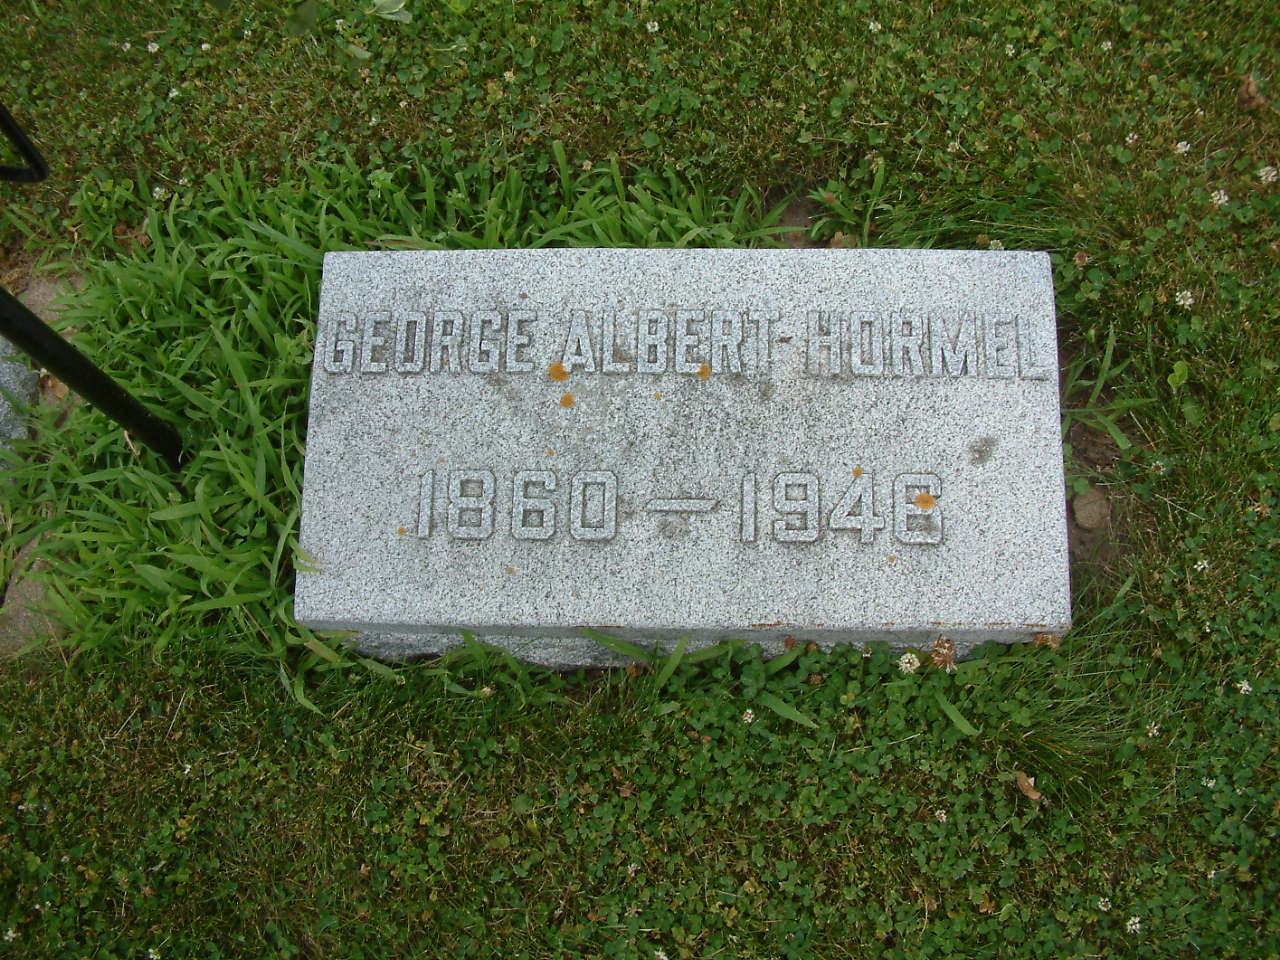 GEORGE ALBERT HORMEL
1860 — 1946